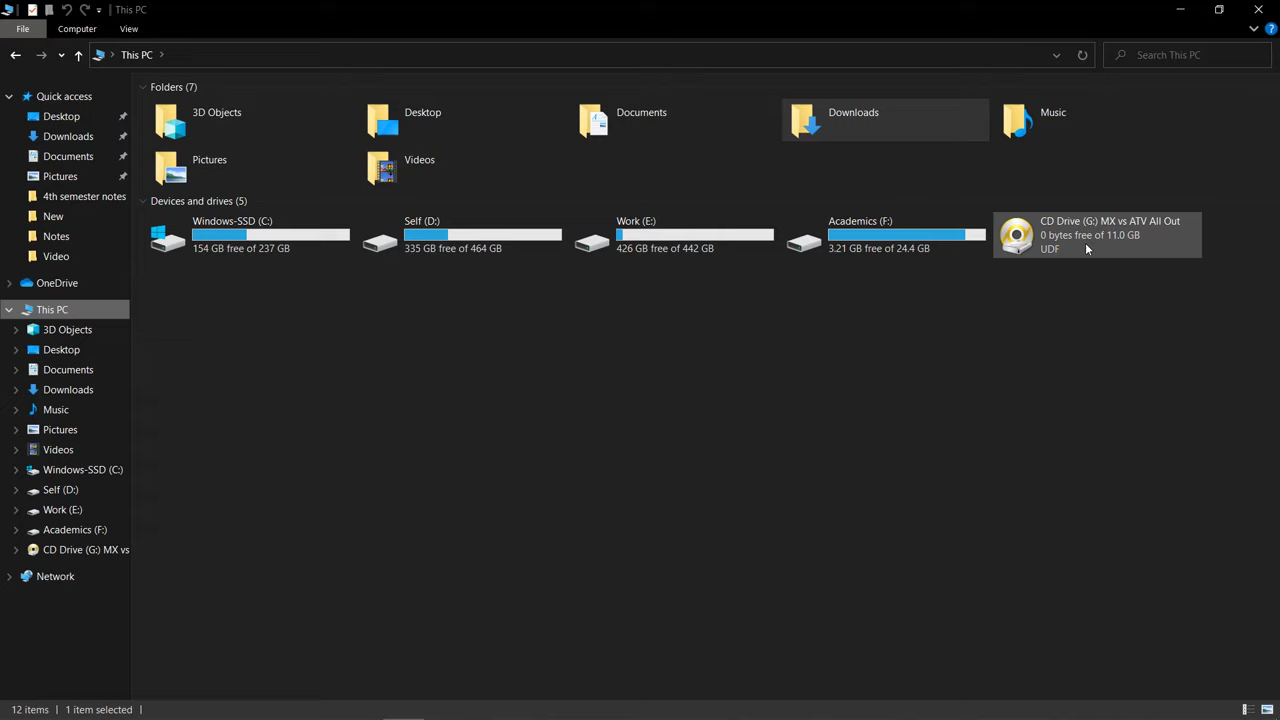 This PC
File
Computer
View
This PC
Search This PC
Quick access
Desktop
Downloads
Documents
Pictures
4th semester notes
New
Notes
Video
OneDrive
This PC
3D Objects
Desktop
Documents
Downloads
Music
Pictures
Videos
Windows-SSD (C:)
Self (D:)
Work (E:)
Academics (F:)
CD Drive (G:) MX vs
Network
Folders (7)
3D Objects
Desktop
Documents
Downloads
Music
Pictures
Videos
Devices and drives (5)
Windows-SSD (C:)
154 GB free of 237 GB
Self (D:)
335 GB free of 464 GB
Work (E:)
426 GB free of 442 GB
Academics (F:)
3.21 GB free of 24.4 GB
CD Drive (G:) MX vs ATV All Out
0 bytes free of 11.0 GB
UDF
12 items
1 item selected